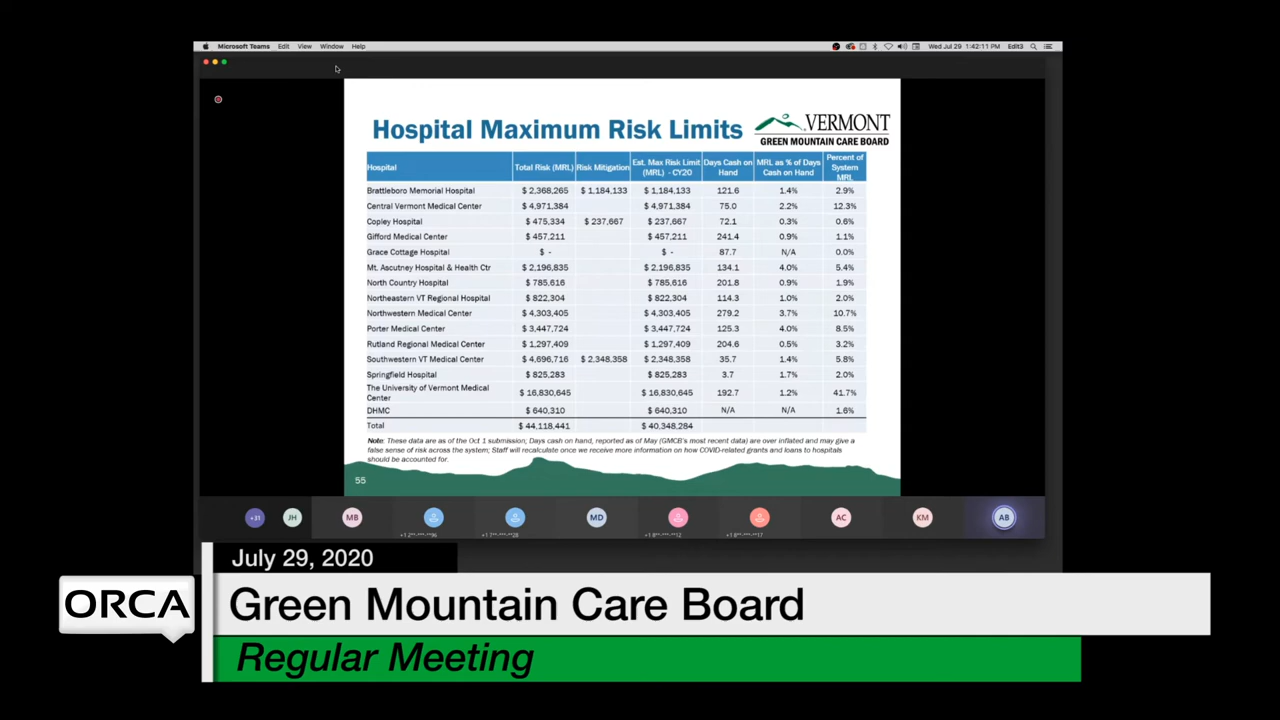 Microsoft Teams Edit View Window Help Wed Jul 29 1:42:11 PM Edit3
Hospital Maximum Risk Limits
VERMONT
GREEN MOUNTAIN CARE BOARD
Hospital Total Risk (MRL) Risk Mitigation Est. Max Risk Limit (MRL) - CY20 Days Cash on Hand MRL as % of Days Cash on Hand Percent of System MRL
Brattleboro Memorial Hospital $ 2,368,265 $ 1,184,133 $ 1,184,133 121.6 1.4% 2.9%
Central Vermont Medical Center $ 4,971,384 $ 4,971,384 75.0 2.2% 12.3%
Copley Hospital $ 475,334 $ 237,667 $ 237,667 72.1 0.3% 0.6%
Gifford Medical Center $ 457,211 $ 457,211 241.4 0.9% 1.1%
Grace Cottage Hospital $ - $ - 87.7 N/A 0.0%
Mt. Ascutney Hospital & Health Ctr $ 2,196,835 $ 2,196,835 134.1 4.0% 5.4%
North Country Hospital $ 785,616 $ 785,616 201.8 0.9% 1.9%
Northeastern VT Regional Hospital $ 822,304 $ 822,304 114.3 1.0% 2.0%
Northwestern Medical Center $ 4,303,405 $ 4,303,405 279.2 3.7% 10.7%
Porter Medical Center $ 3,447,724 $ 3,447,724 125.3 4.0% 8.5%
Rutland Regional Medical Center $ 1,297,409 $ 1,297,409 204.6 0.5% 3.2%
Southwestern VT Medical Center $ 4,696,716 $ 2,348,358 $ 2,348,358 35.7 1.4% 5.8%
Springfield Hospital $ 825,283 $ 825,283 3.7 1.7% 2.0%
The University of Vermont Medical Center $ 16,830,645 $ 16,830,645 192.7 1.2% 41.7%
DHMC $ 640,310 $ 640,310 N/A N/A 1.6%
Total $ 44,118,441 $ 40,348,284
Note: These data are as of the Oct 1 submission; Days cash on hand, reported as of May (GMCB's most recent data) are over inflated and may give a
false sense of risk across the system; Staff will recalculate once we receive more information on how COVID-related grants and loans to hospitals
should be accounted for.
55
+31 JH MB MD AC KM AB
July 29, 2020
ORCA
Green Mountain Care Board
Regular Meeting